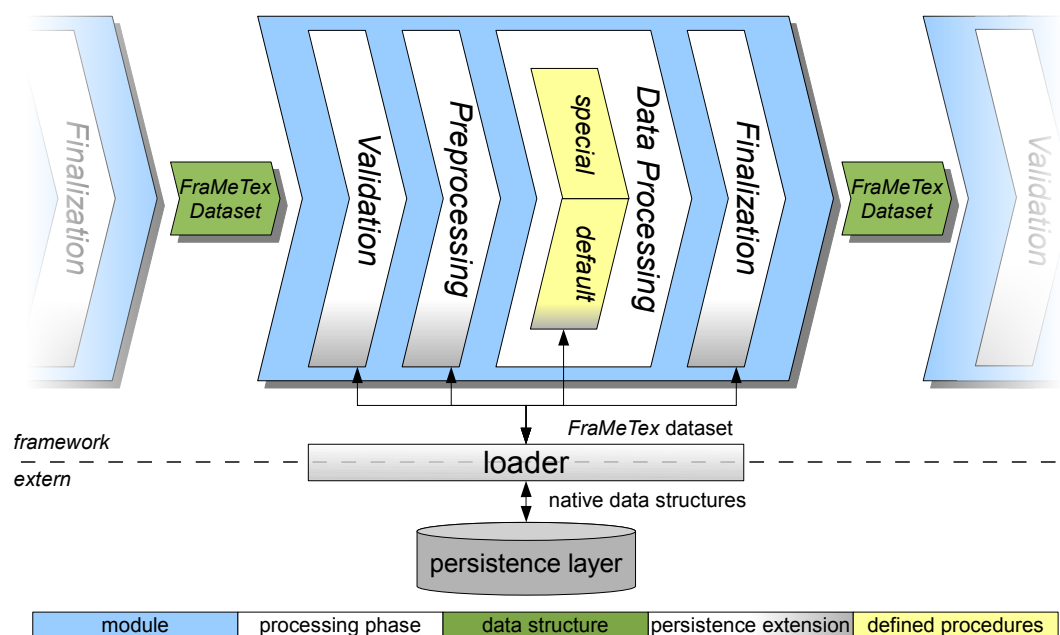 Finalization
FraMeTex
Dataset
Validation
Preprocessing
special
default
Data Processing
Finalization
FraMeTex
Dataset
Validation
FraMeTex dataset
framework
loader
extern
native data structures
persistence layer
module
processing phase
data structure
persistence extension
defined procedures